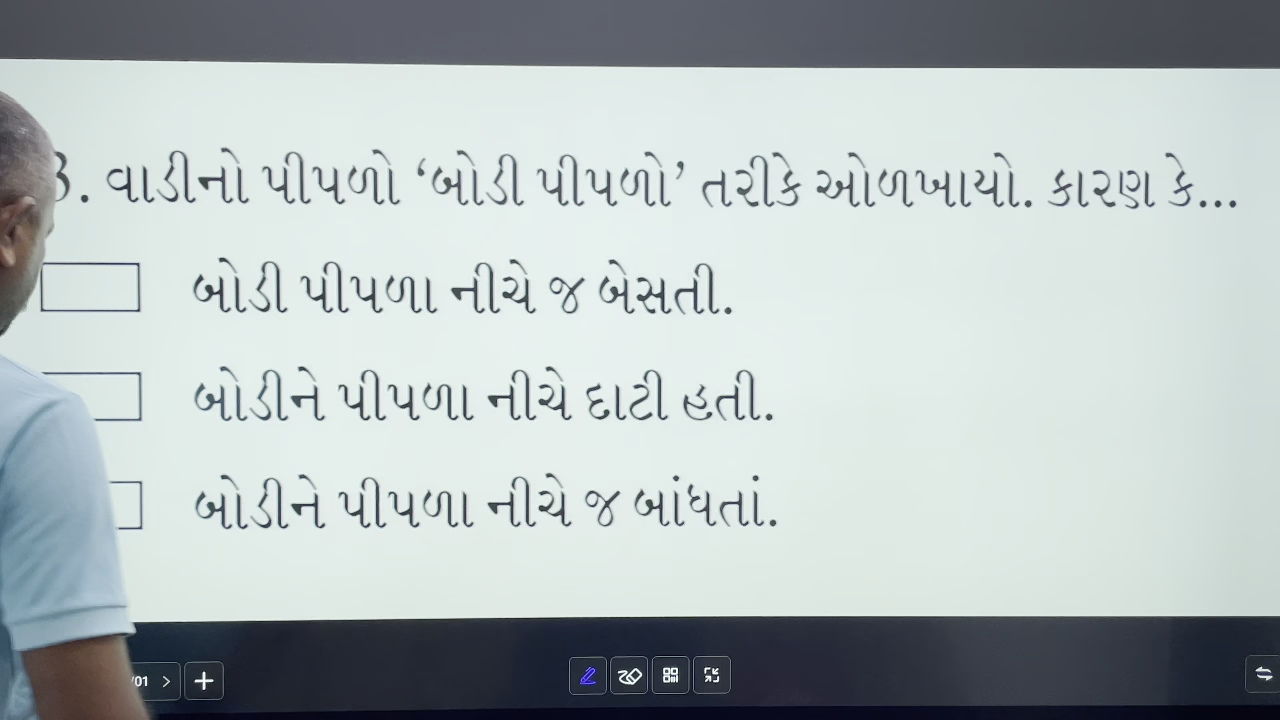 3. વાડીનો પીપળો ‘બોડી પીપળો’ તરીકે ઓળખાયો. કારણ કે...
બોડી પીપળા નીચે જ બેસતી.
બોડીને પીપળા નીચે દાટી હતી.
બોડીને પીપળા નીચે જ બાંધતાં.
/01 > +